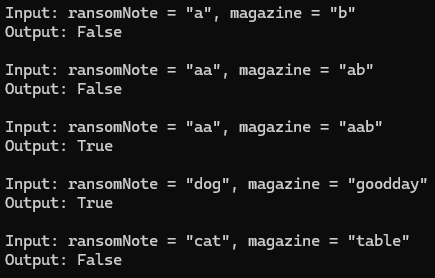 Input: ransomNote = "a", magazine = "b"
Output: False
Input: ransomNote = "aa", magazine = "ab"
Output: False
Input: ransomNote = "aa", magazine = "aab"
Output: True
Input: ransomNote = "dog", magazine = "goodday"
Output: True
Input: ransomNote = "cat", magazine = "table"
Output: False